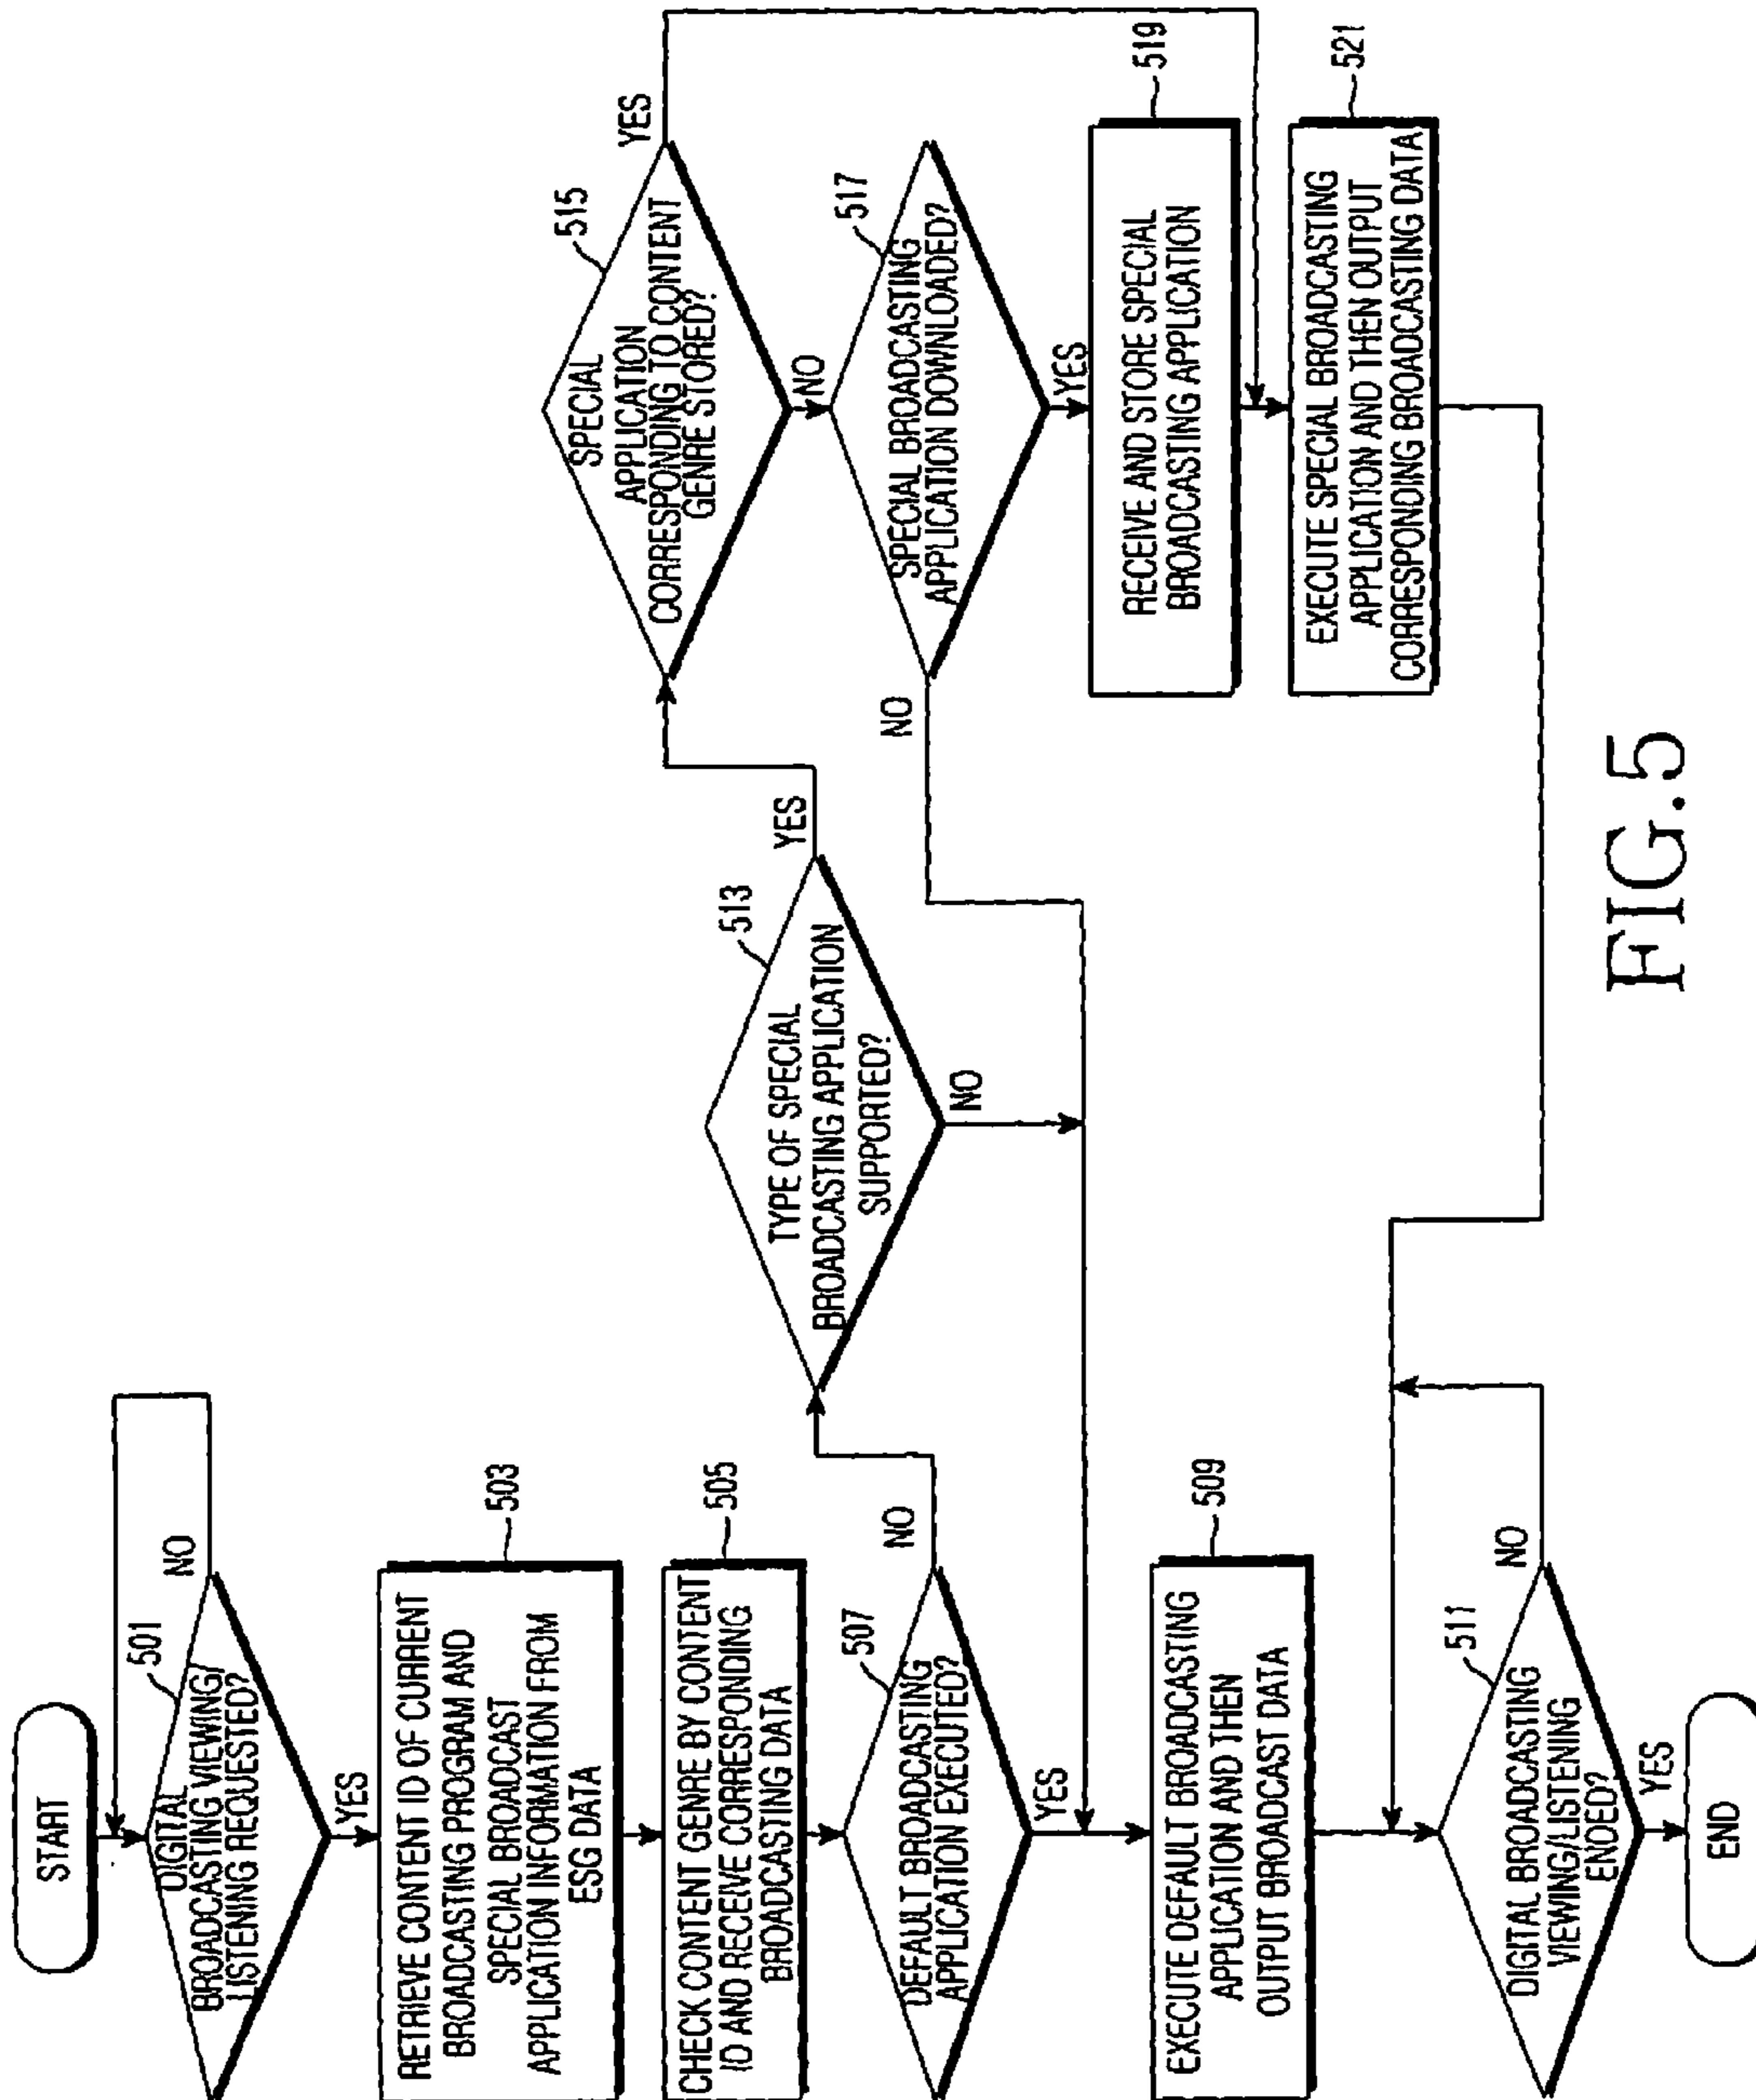 START
DIGITAL
BROADCASTING VIEWING/
LISTENING REQUESTED?
501
NO
YES
RETRIEVE CONTENT ID OF CURRENT
BROADCASTING PROGRAM AND
SPECIAL BROADCAST
APPLICATION INFORMATION FROM
ESG DATA
503
CHECK CONTENT GENRE BY CONTENT
ID AND RECEIVE CORRESPONDING
BROADCASTING DATA
505
DEFAULT BROADCASTING
APPLICATION EXECUTED?
507
NO
YES
EXECUTE DEFAULT BROADCASTING
APPLICATION AND THEN
OUTPUT BROADCAST DATA
509
DIGITAL BROADCASTING
VIEWING/LISTENING
ENDED?
511
NO
YES
END
TYPE OF SPECIAL
BROADCASTING APPLICATION
SUPPORTED?
513
YES
NO
SPECIAL
APPLICATION
CORRESPONDING TO CONTENT
GENRE STORED?
515
YES
NO
SPECIAL BROADCASTING
APPLICATION DOWNLOADED?
517
NO
YES
RECEIVE AND STORE SPECIAL
BROADCASTING APPLICATION
519
EXECUTE SPECIAL BROADCASTING
APPLICATION AND THEN OUTPUT
CORRESPONDING BROADCASTING DATA
521
FIG.5